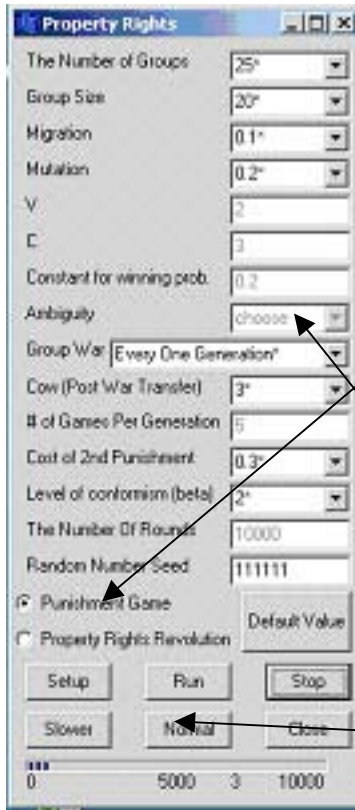 Property Rights
The Number of Groups 25*
Group Size 20*
Migration 0.1*
Mutation 0.2*
V 2
C 3
Constant for winning prob. 0.2
Ambiguity choose
Group War Every One Generation*
Cow (Post War Transfer) 3*
# of Games Per Generation 5
Cost of 2nd Punishment 0.3*
Level of conformism (beta) 2*
The Number Of Rounds 10000
Random Number Seed 111111
Punishment Game
Default Value
Property Rights Revolution
Setup Run Stop
Slower Normal Close
0 5000 3 10000